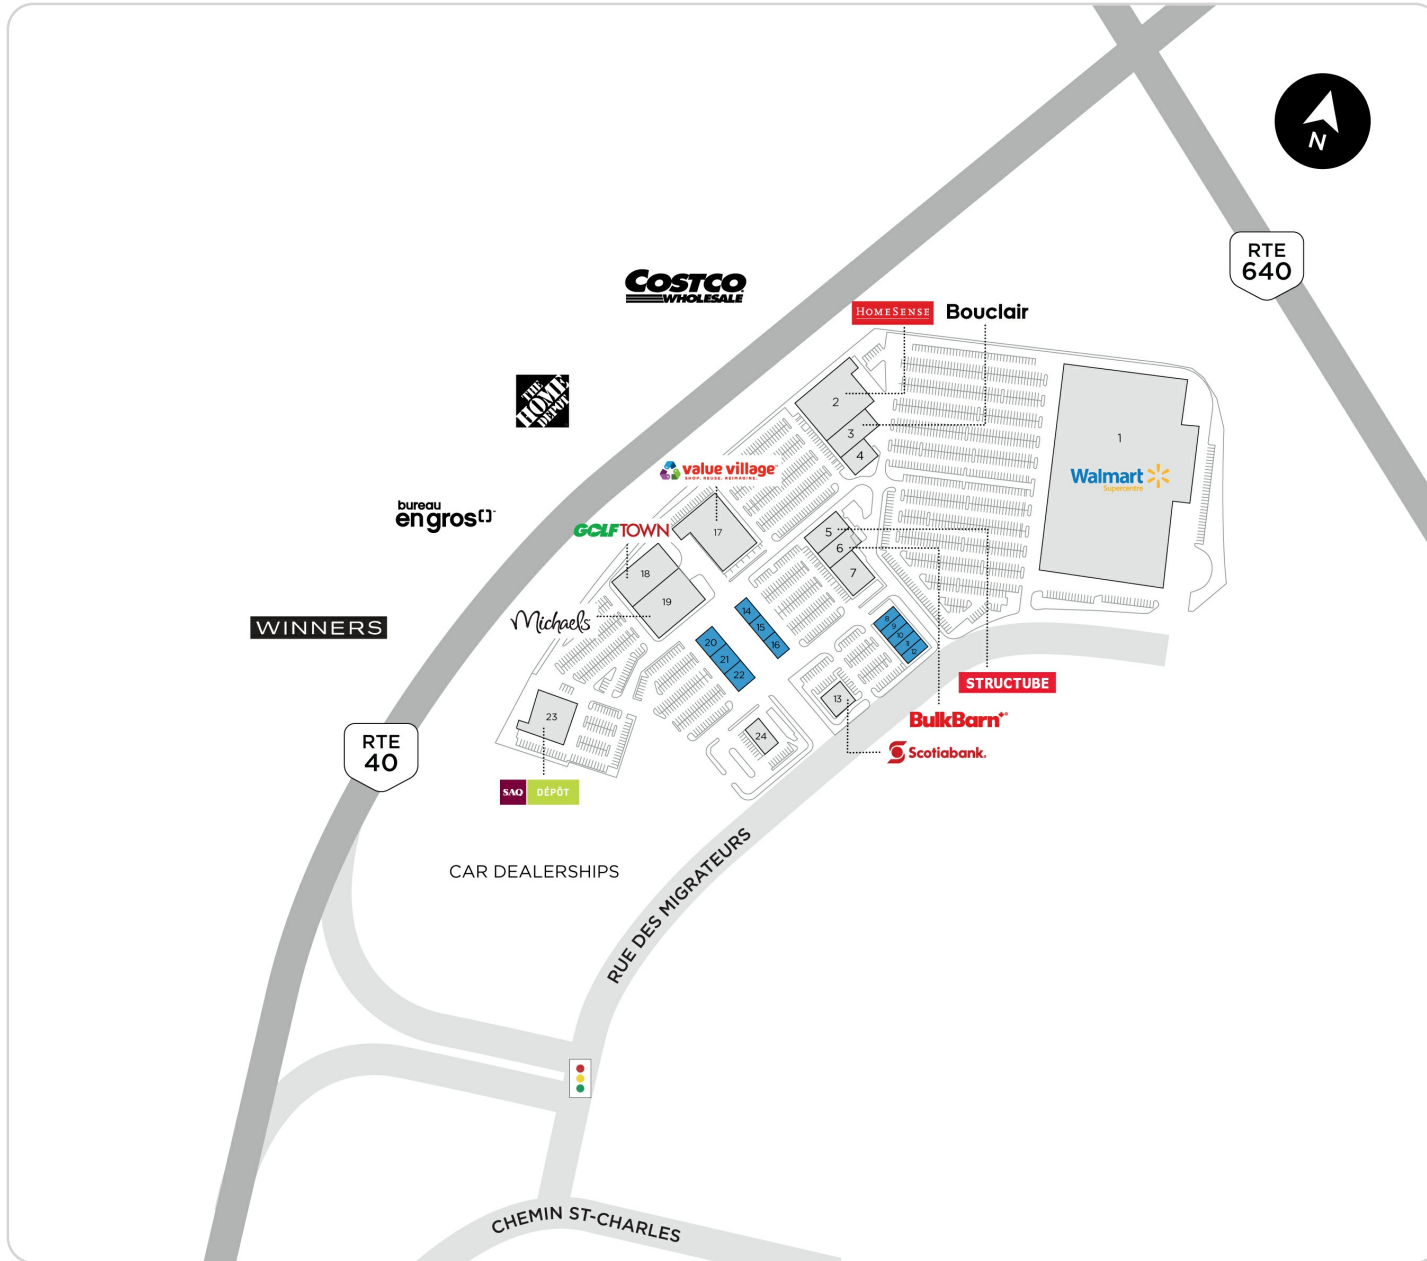 N
RTE
640
COSTCO
WHOLESALE
HOMESENSE
Bouclair
THE
HOME
DEPOT
2
3
4
1
Walmart
Supercentre
value village
SHOP. REUSE. REIMAGINE.
bureau
en gros
GOLFTOWN
17
5
6
7
18
19
Michaels
WINNERS
14
15
16
8
9
10
11
12
20
21
22
STRUCTUBE
13
BulkBarn
23
24
Scotiabank
RTE
40
SAQ DÉPÔT
CAR DEALERSHIPS
RUE DES MIGRATEURS
CHEMIN ST-CHARLES